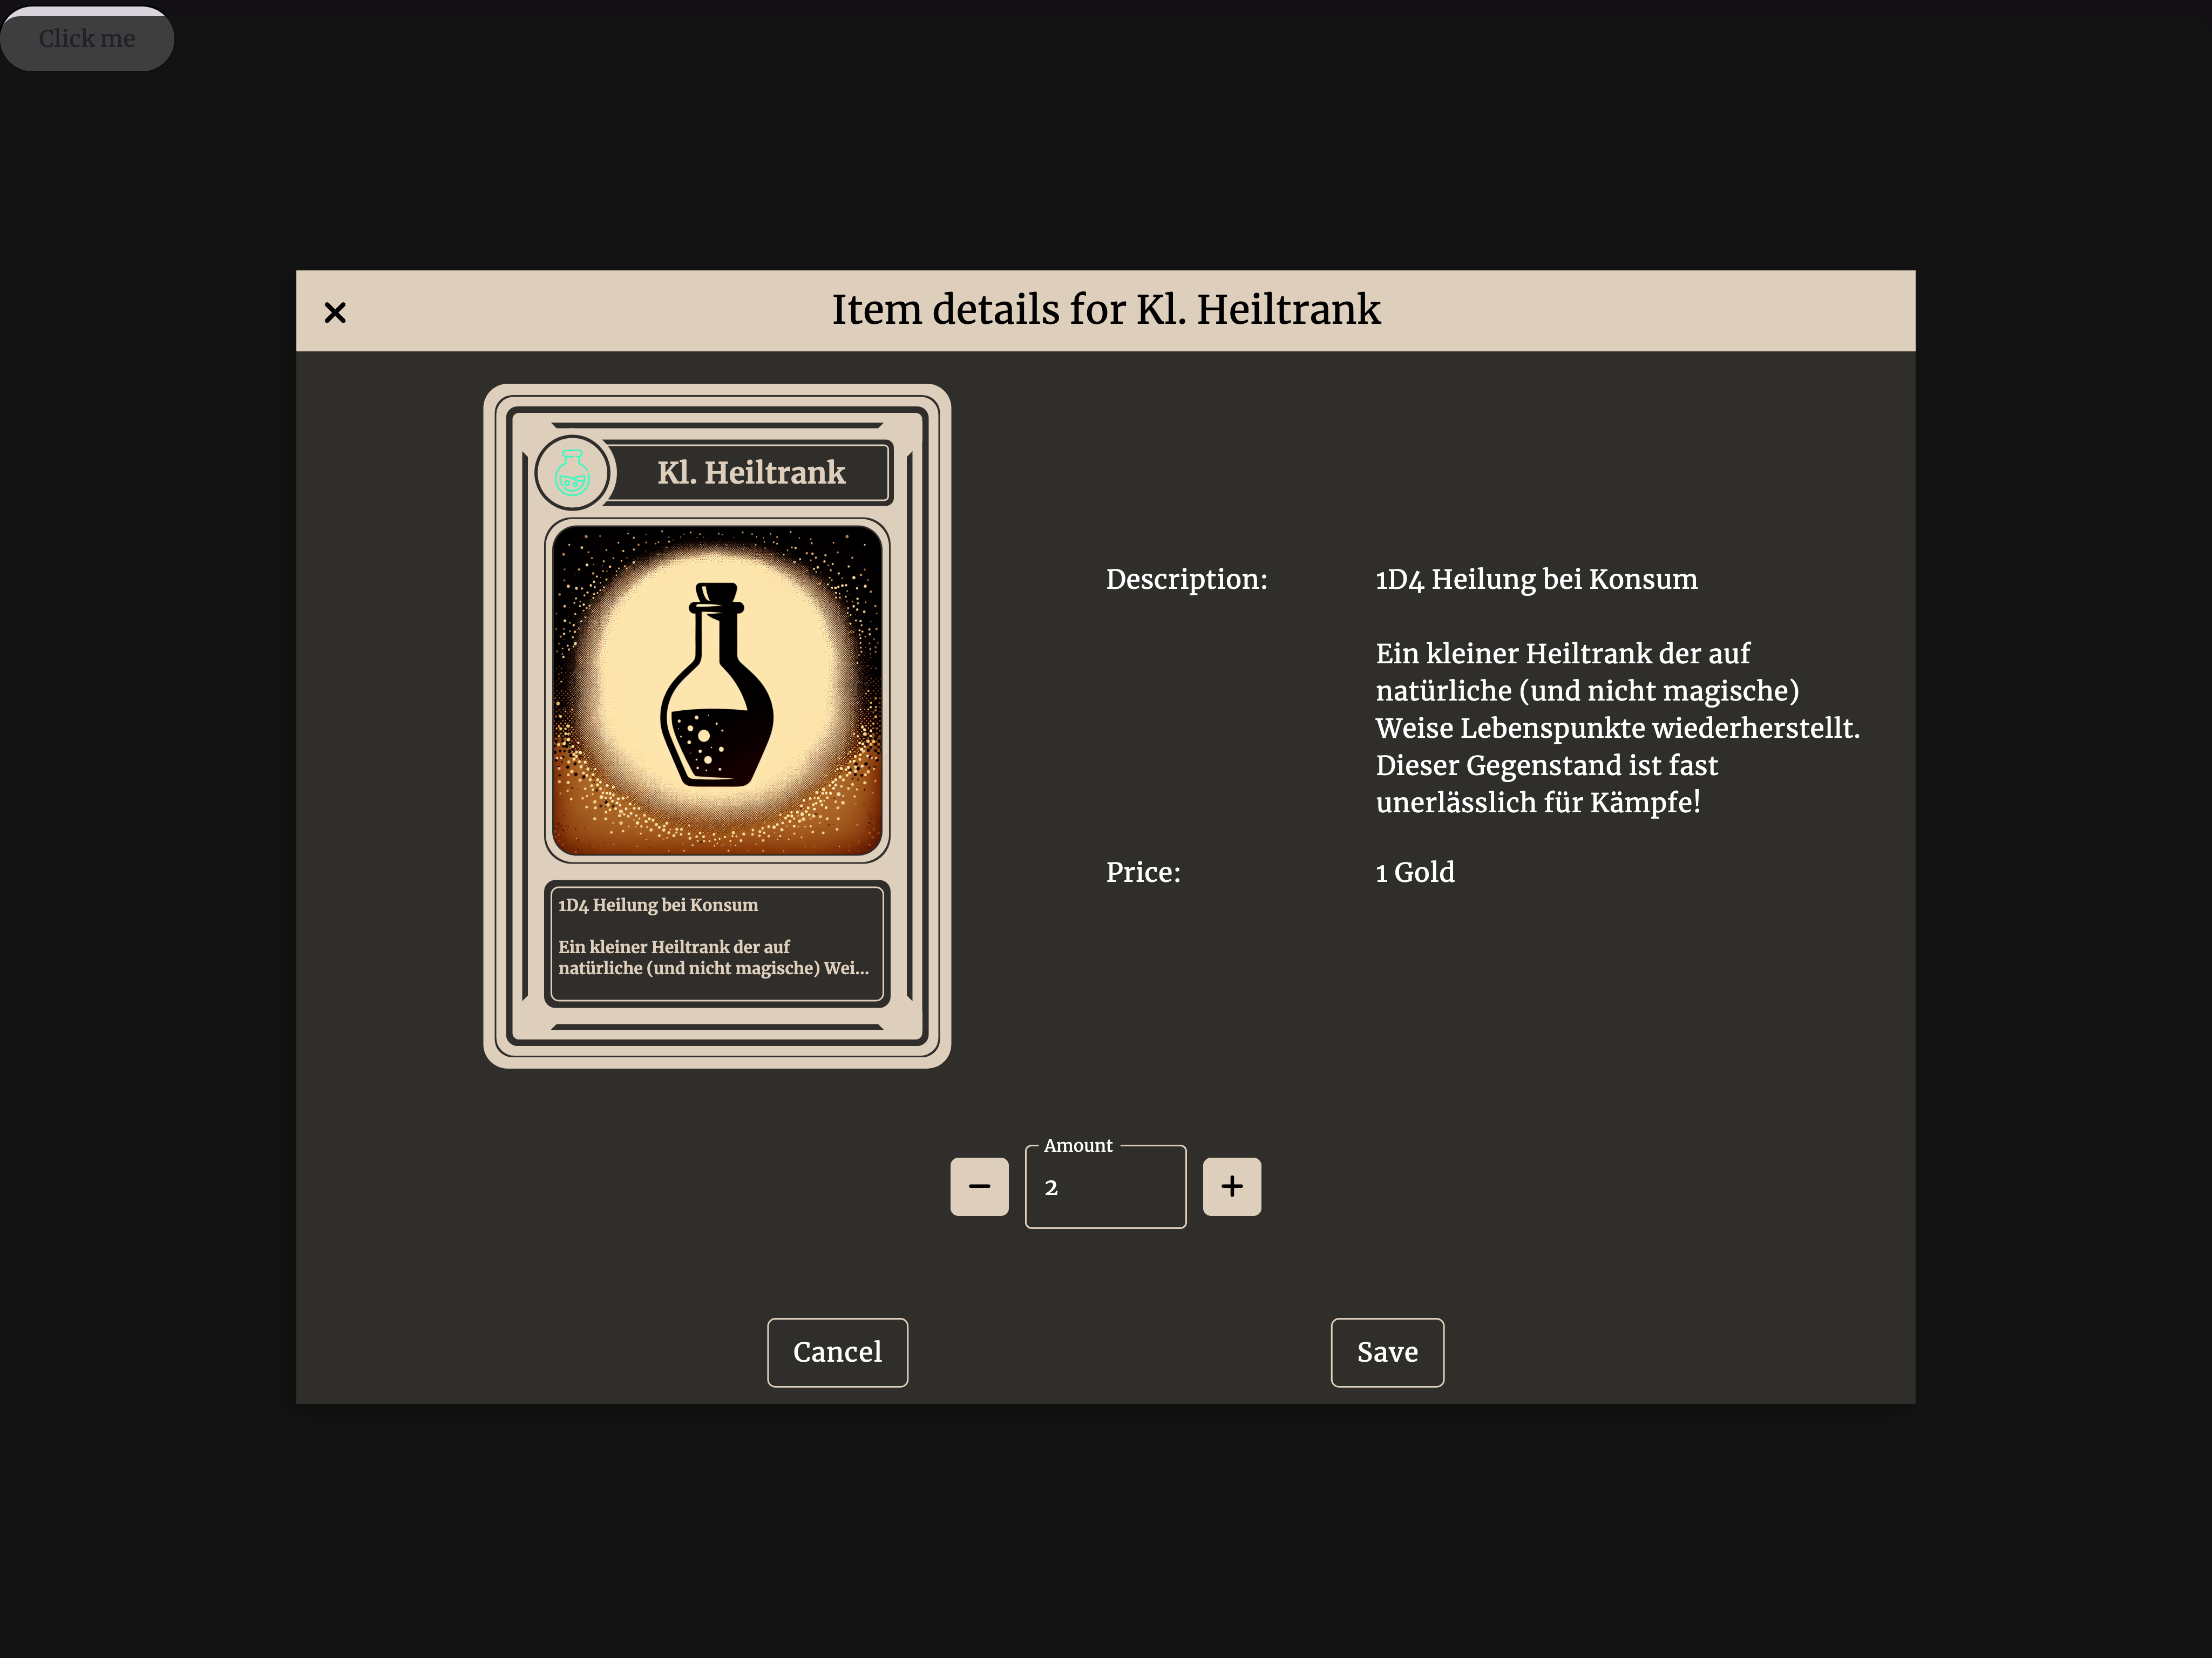 Click me
Item details for Kl. Heiltrank
Kl. Heiltrank
1D4 Heilung bei Konsum
Ein kleiner Heiltrank der auf
natürliche (und nicht magische) Wei...
Description:
1D4 Heilung bei Konsum
Ein kleiner Heiltrank der auf
natürliche (und nicht magische)
Weise Lebenspunkte wiederherstellt.
Dieser Gegenstand ist fast
unerlässlich für Kämpfe!
Price:
1 Gold
Amount
2
Cancel
Save